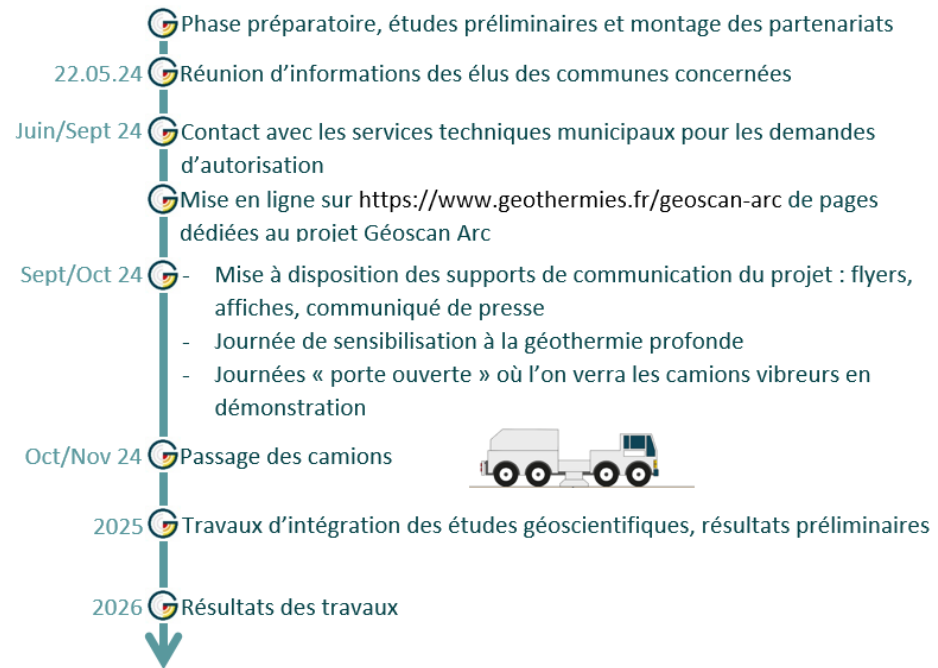 Phase préparatoire, études préliminaires et montage des partenariats
22.05.24 Réunion d’informations des élus des communes concernées
Juin/Sept 24 Contact avec les services techniques municipaux pour les demandes
d’autorisation
Mise en ligne sur https://www.geothermies.fr/geoscan-arc de pages
dédiées au projet Géoscan Arc
Sept/Oct 24 - Mise à disposition des supports de communication du projet : flyers,
affiches, communiqué de presse
- Journée de sensibilisation à la géothermie profonde
- Journées « porte ouverte » où l’on verra les camions vibreurs en
démonstration
Oct/Nov 24 Passage des camions
2025 Travaux d’intégration des études géoscientifiques, résultats préliminaires
2026 Résultats des travaux